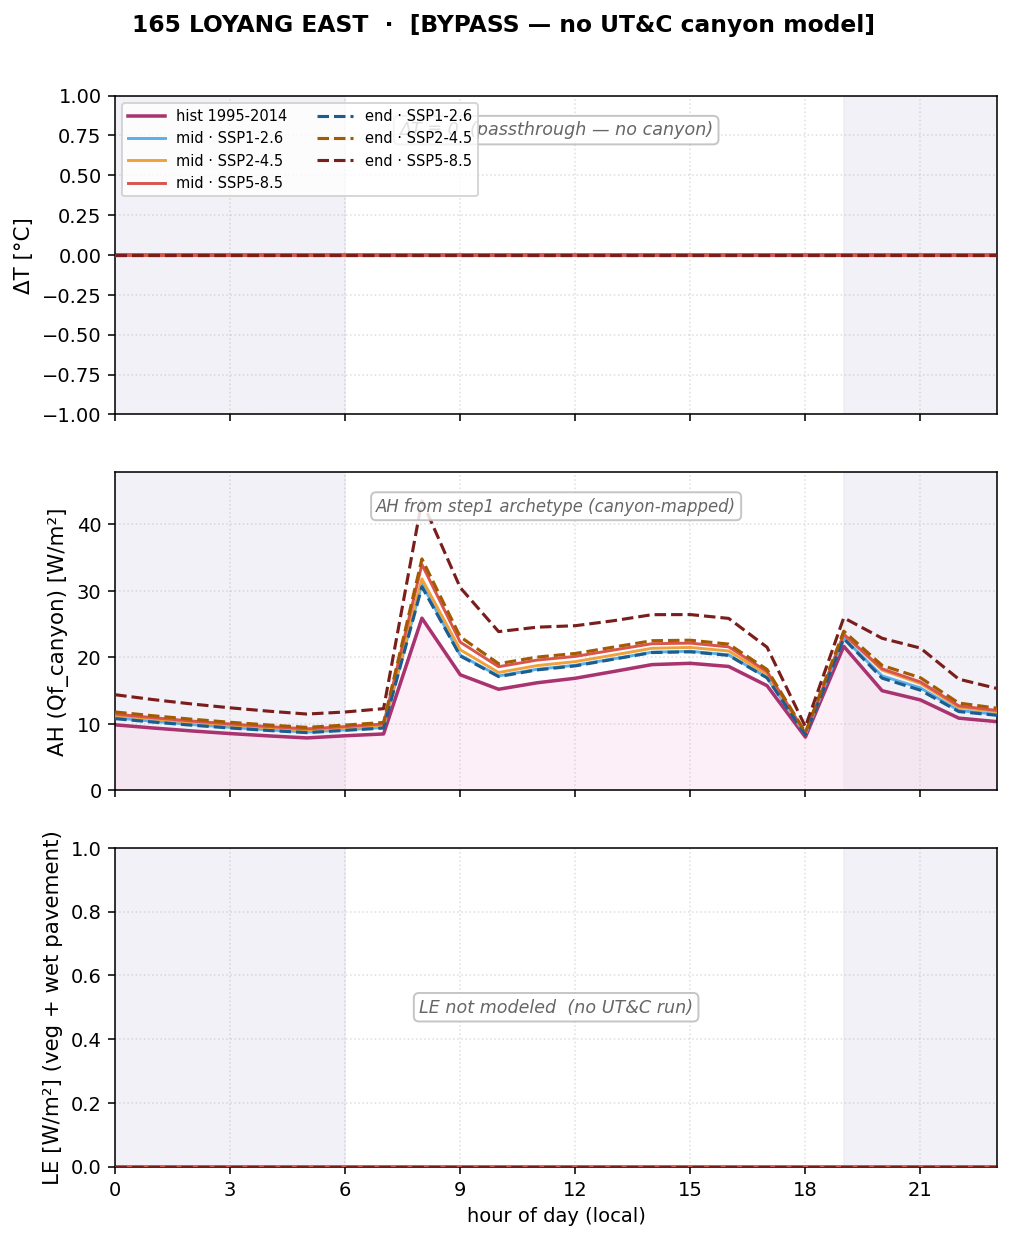 165 LOYANG EAST · [BYPASS — no UT&C canyon model]
1.00
0.75
0.50
0.25
0.00
−0.25
−0.50
−0.75
−1.00
ΔT [°C]
hist 1995-2014
mid · SSP1-2.6
mid · SSP2-4.5
mid · SSP5-8.5
end · SSP1-2.6
end · SSP2-4.5
end · SSP5-8.5
(passthrough — no canyon)
40
30
20
10
0
AH (Qf_canyon) [W/m²]
AH from step1 archetype (canyon-mapped)
1.0
0.8
0.6
0.4
0.2
0.0
LE [W/m²] (veg + wet pavement)
LE not modeled (no UT&C run)
0 3 6 9 12 15 18 21
hour of day (local)